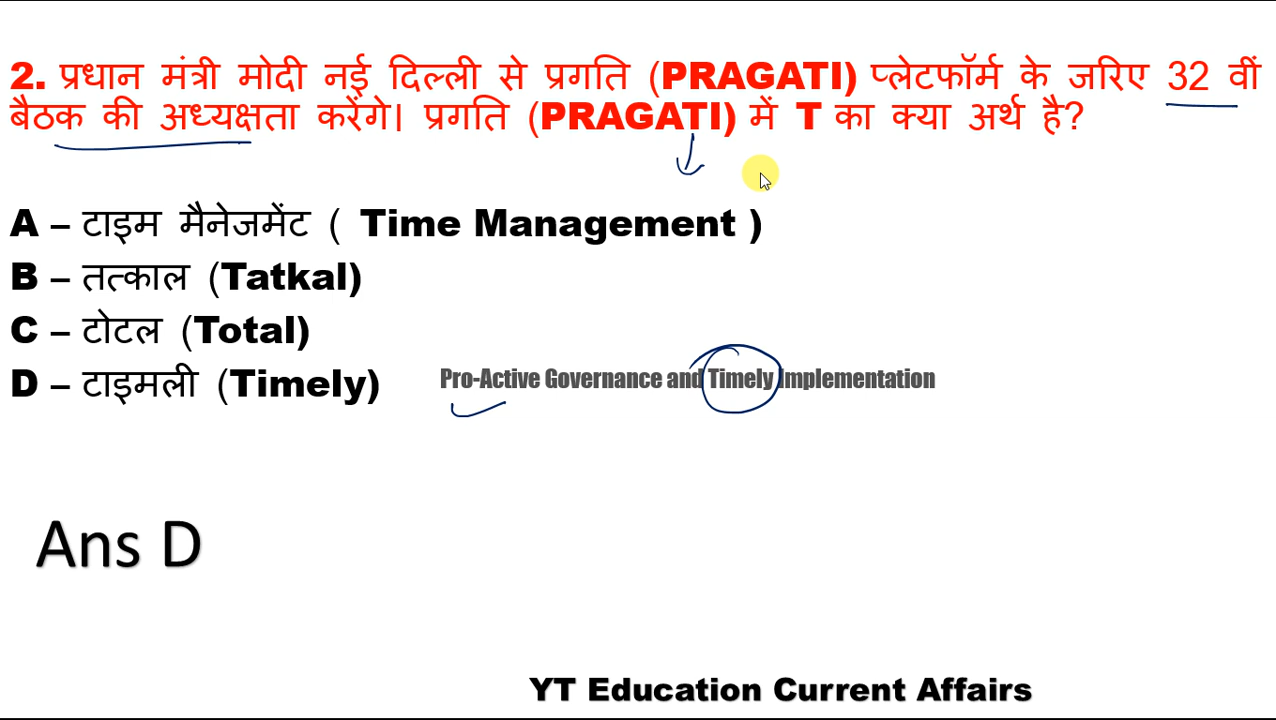 2. प्रधान मंत्री मोदी नई दिल्ली से प्रगति (PRAGATI) प्लेटफॉर्म के जरिए 32 वीं
बैठक की अध्यक्षता करेंगे। प्रगति (PRAGATI) में T का क्या अर्थ है?
A – टाइम मैनेजमेंट ( Time Management )
B – तत्काल (Tatkal)
C – टोटल (Total)
D – टाइमली (Timely) Pro-Active Governance and Timely Implementation
Ans D
YT Education Current Affairs